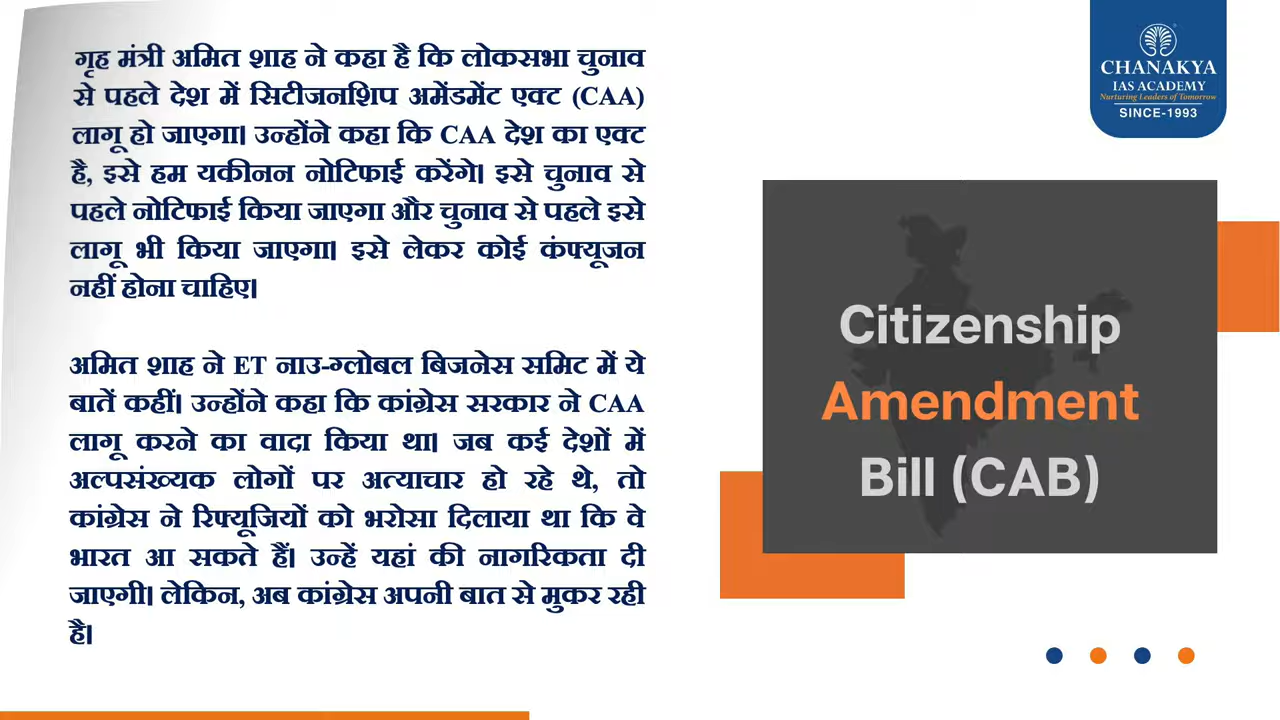 गृह मंत्री अमित शाह ने कहा है कि लोकसभा चुनाव
से पहले देश में सिटीजनशिप अमेंडमेंट एक्ट (CAA)
लागू हो जाएगा। उन्होंने कहा कि CAA देश का एक्ट
है, इसे हम यकीनन नोटिफाई करेंगे। इसे चुनाव से
पहले नोटिफाई किया जाएगा और चुनाव से पहले इसे
लागू भी किया जाएगा। इसे लेकर कोई कंफ्यूजन
नहीं होना चाहिए।
अमित शाह ने ET नाउ-ग्लोबल बिजनेस समिट में ये
बातें कहीं। उन्होंने कहा कि कांग्रेस सरकार ने CAA
लागू करने का वादा किया था। जब कई देशों में
अल्पसंख्यक लोगों पर अत्याचार हो रहे थे, तो
कांग्रेस ने रिफ्यूजियों को भरोसा दिलाया था कि वे
भारत आ सकते हैं। उन्हें यहां की नागरिकता दी
जाएगी। लेकिन, अब कांग्रेस अपनी बात से मुकर रही
है।
CHANAKYA
IAS ACADEMY
Nurturing Leaders of Tomorrow
SINCE-1993
Citizenship
Amendment
Bill (CAB)